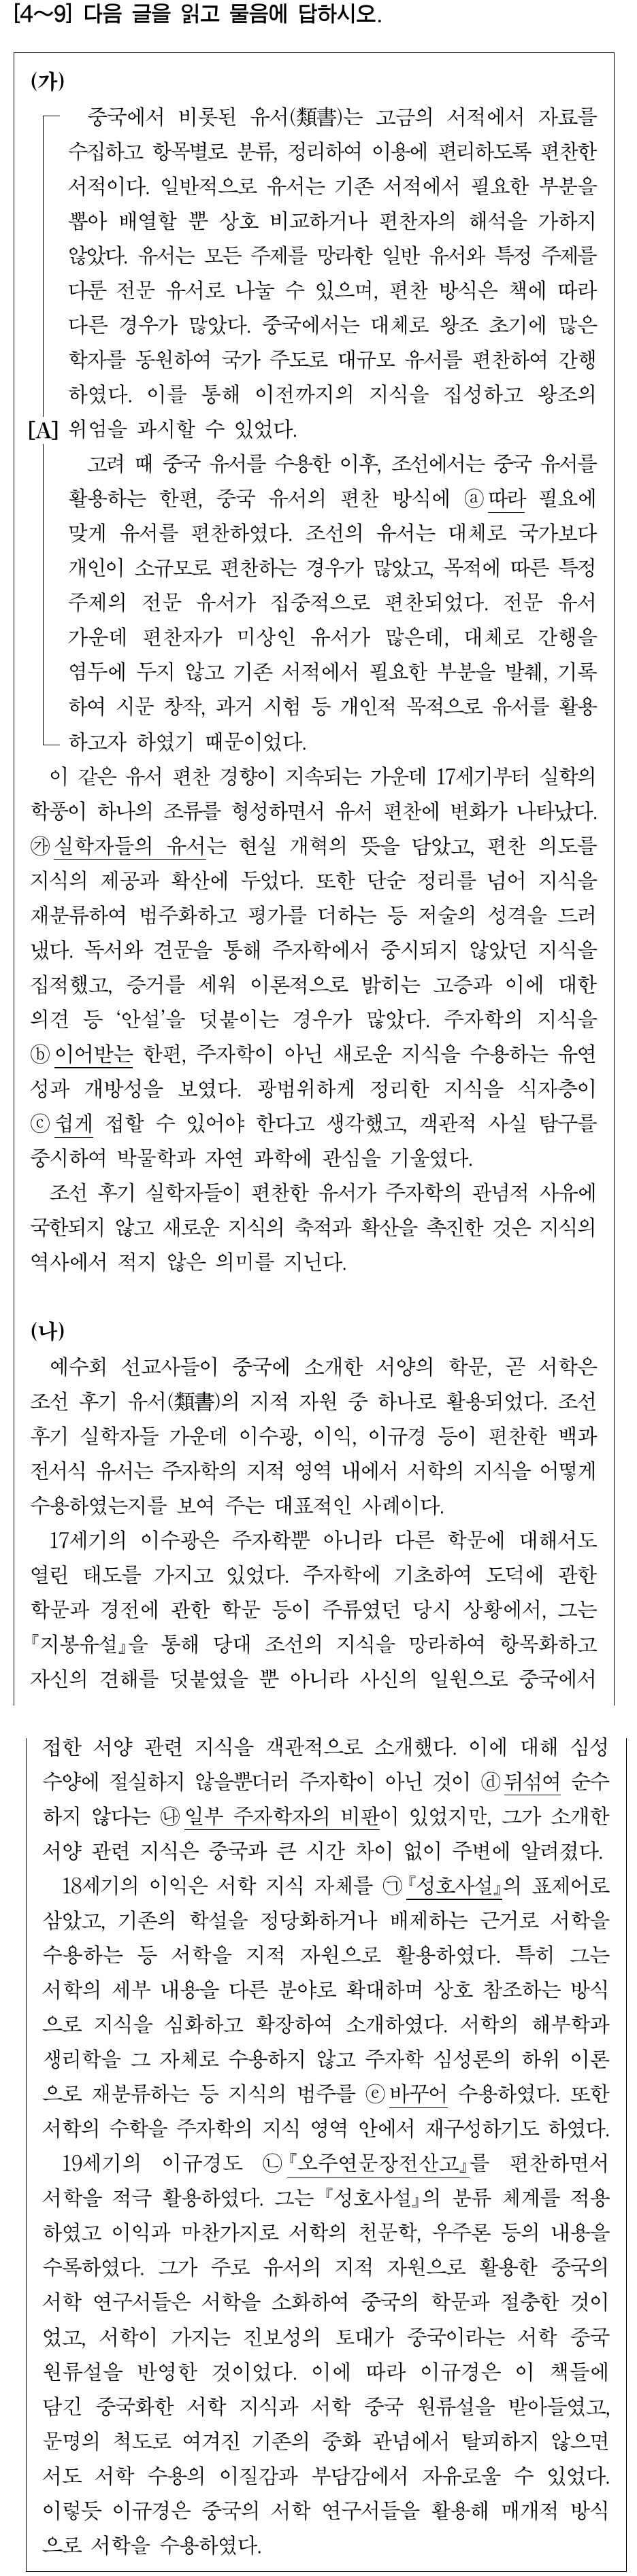 [4～9] 다음 글을 읽고 물음에 답하시오.
(가)
중국에서 비롯된 유서(類書)는 고금의 서적에서 자료를
수집하고 항목별로 분류, 정리하여 이용에 편리하도록 편찬한
서적이다. 일반적으로 유서는 기존 서적에서 필요한 부분을
뽑아 배열할 뿐 상호 비교하거나 편찬자의 해석을 가하지
않았다. 유서는 모든 주제를 망라한 일반 유서와 특정 주제를
다룬 전문 유서로 나눌 수 있으며, 편찬 방식은 책에 따라
다른 경우가 많았다. 중국에서는 대체로 왕조 초기에 많은
학자를 동원하여 국가 주도로 대규모 유서를 편찬하여 간행
하였다. 이를 통해 이전까지의 지식을 집성하고 왕조의
[A] 위엄을 과시할 수 있었다.
고려 때 중국 유서를 수용한 이후, 조선에서는 중국 유서를
활용하는 한편, 중국 유서의 편찬 방식에 ⓐ따라 필요에
맞게 유서를 편찬하였다. 조선의 유서는 대체로 국가보다
개인이 소규모로 편찬하는 경우가 많았고, 목적에 따른 특정
주제의 전문 유서가 집중적으로 편찬되었다. 전문 유서
가운데 편찬자가 미상인 유서가 많은데, 대체로 간행을
염두에 두지 않고 기존 서적에서 필요한 부분을 발췌, 기록
하여 시문 창작, 과거 시험 등 개인적 목적으로 유서를 활용
하고자 하였기 때문이었다.
이 같은 유서 편찬 경향이 지속되는 가운데 17세기부터 실학의
학풍이 하나의 조류를 형성하면서 유서 편찬에 변화가 나타났다.
㉮실학자들의 유서는 현실 개혁의 뜻을 담았고, 편찬 의도를
지식의 제공과 확산에 두었다. 또한 단순 정리를 넘어 지식을
재분류하여 범주화하고 평가를 더하는 등 저술의 성격을 드러
냈다. 독서와 견문을 통해 주자학에서 중시되지 않았던 지식을
집적했고, 증거를 세워 이론적으로 밝히는 고증과 이에 대한
의견 등 ‘안설’을 덧붙이는 경우가 많았다. 주자학의 지식을
ⓑ이어받는 한편, 주자학이 아닌 새로운 지식을 수용하는 유연
성과 개방성을 보였다. 광범위하게 정리한 지식을 식자층이
ⓒ쉽게 접할 수 있어야 한다고 생각했고, 객관적 사실 탐구를
중시하여 박물학과 자연 과학에 관심을 기울였다.
조선 후기 실학자들이 편찬한 유서가 주자학의 관념적 사유에
국한되지 않고 새로운 지식의 축적과 확산을 촉진한 것은 지식의
역사에서 적지 않은 의미를 지닌다.
(나)
예수회 선교사들이 중국에 소개한 서양의 학문, 곧 서학은
조선 후기 유서(類書)의 지적 자원 중 하나로 활용되었다. 조선
후기 실학자들 가운데 이수광, 이익, 이규경 등이 편찬한 백과
전서식 유서는 주자학의 지적 영역 내에서 서학의 지식을 어떻게
수용하였는지를 보여 주는 대표적인 사례이다.
17세기의 이수광은 주자학뿐 아니라 다른 학문에 대해서도
열린 태도를 가지고 있었다. 주자학에 기초하여 도덕에 관한
학문과 경전에 관한 학문 등이 주류였던 당시 상황에서, 그는
『지봉유설』을 통해 당대 조선의 지식을 망라하여 항목화하고
자신의 견해를 덧붙였을 뿐 아니라 사신의 일원으로 중국에서
접한 서양 관련 지식을 객관적으로 소개했다. 이에 대해 심성
수양에 절실하지 않을뿐더러 주자학이 아닌 것이 ⓓ뒤섞여 순수
하지 않다는 ㉯일부 주자학자의 비판이 있었지만, 그가 소개한
서양 관련 지식은 중국과 큰 시간 차이 없이 주변에 알려졌다.
18세기의 이익은 서학 지식 자체를 ㉠『성호사설』의 표제어로
삼았고, 기존의 학설을 정당화하거나 배제하는 근거로 서학을
수용하는 등 서학을 지적 자원으로 활용하였다. 특히 그는
서학의 세부 내용을 다른 분야로 확대하며 상호 참조하는 방식
으로 지식을 심화하고 확장하여 소개하였다. 서학의 해부학과
생리학을 그 자체로 수용하지 않고 주자학 심성론의 하위 이론
으로 재분류하는 등 지식의 범주를 ⓔ바꾸어 수용하였다. 또한
서학의 수학을 주자학의 지식 영역 안에서 재구성하기도 하였다.
19세기의 이규경도 ㉡『오주연문장전산고』를 편찬하면서
서학을 적극 활용하였다. 그는 『성호사설』의 분류 체계를 적용
하였고 이익과 마찬가지로 서학의 천문학, 우주론 등의 내용을
수록하였다. 그가 주로 유서의 지적 자원으로 활용한 중국의
서학 연구서들은 서학을 소화하여 중국의 학문과 절충한 것이
었고, 서학이 가지는 진보성의 토대가 중국이라는 서학 중국
원류설을 반영한 것이었다. 이에 따라 이규경은 이 책들에
담긴 중국화한 서학 지식과 서학 중국 원류설을 받아들였고,
문명의 척도로 여겨진 기존의 중화 관념에서 탈피하지 않으면
서도 서학 수용의 이질감과 부담감에서 자유로울 수 있었다.
이렇듯 이규경은 중국의 서학 연구서들을 활용해 매개적 방식
으로 서학을 수용하였다.